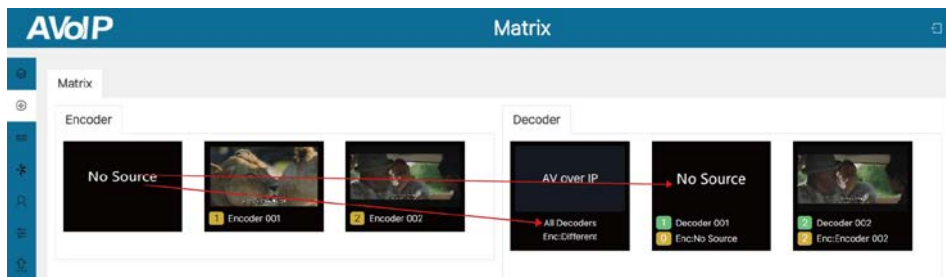 AVoIP
Matrix
Matrix
Encoder
No Source
1 Encoder 001
2 Encoder 002
Decoder
AV over IP
All Decoders
Enc:Different
No Source
1 Decoder 001
0 Enc:No Source
2 Decoder 002
2 Enc:Encoder 002